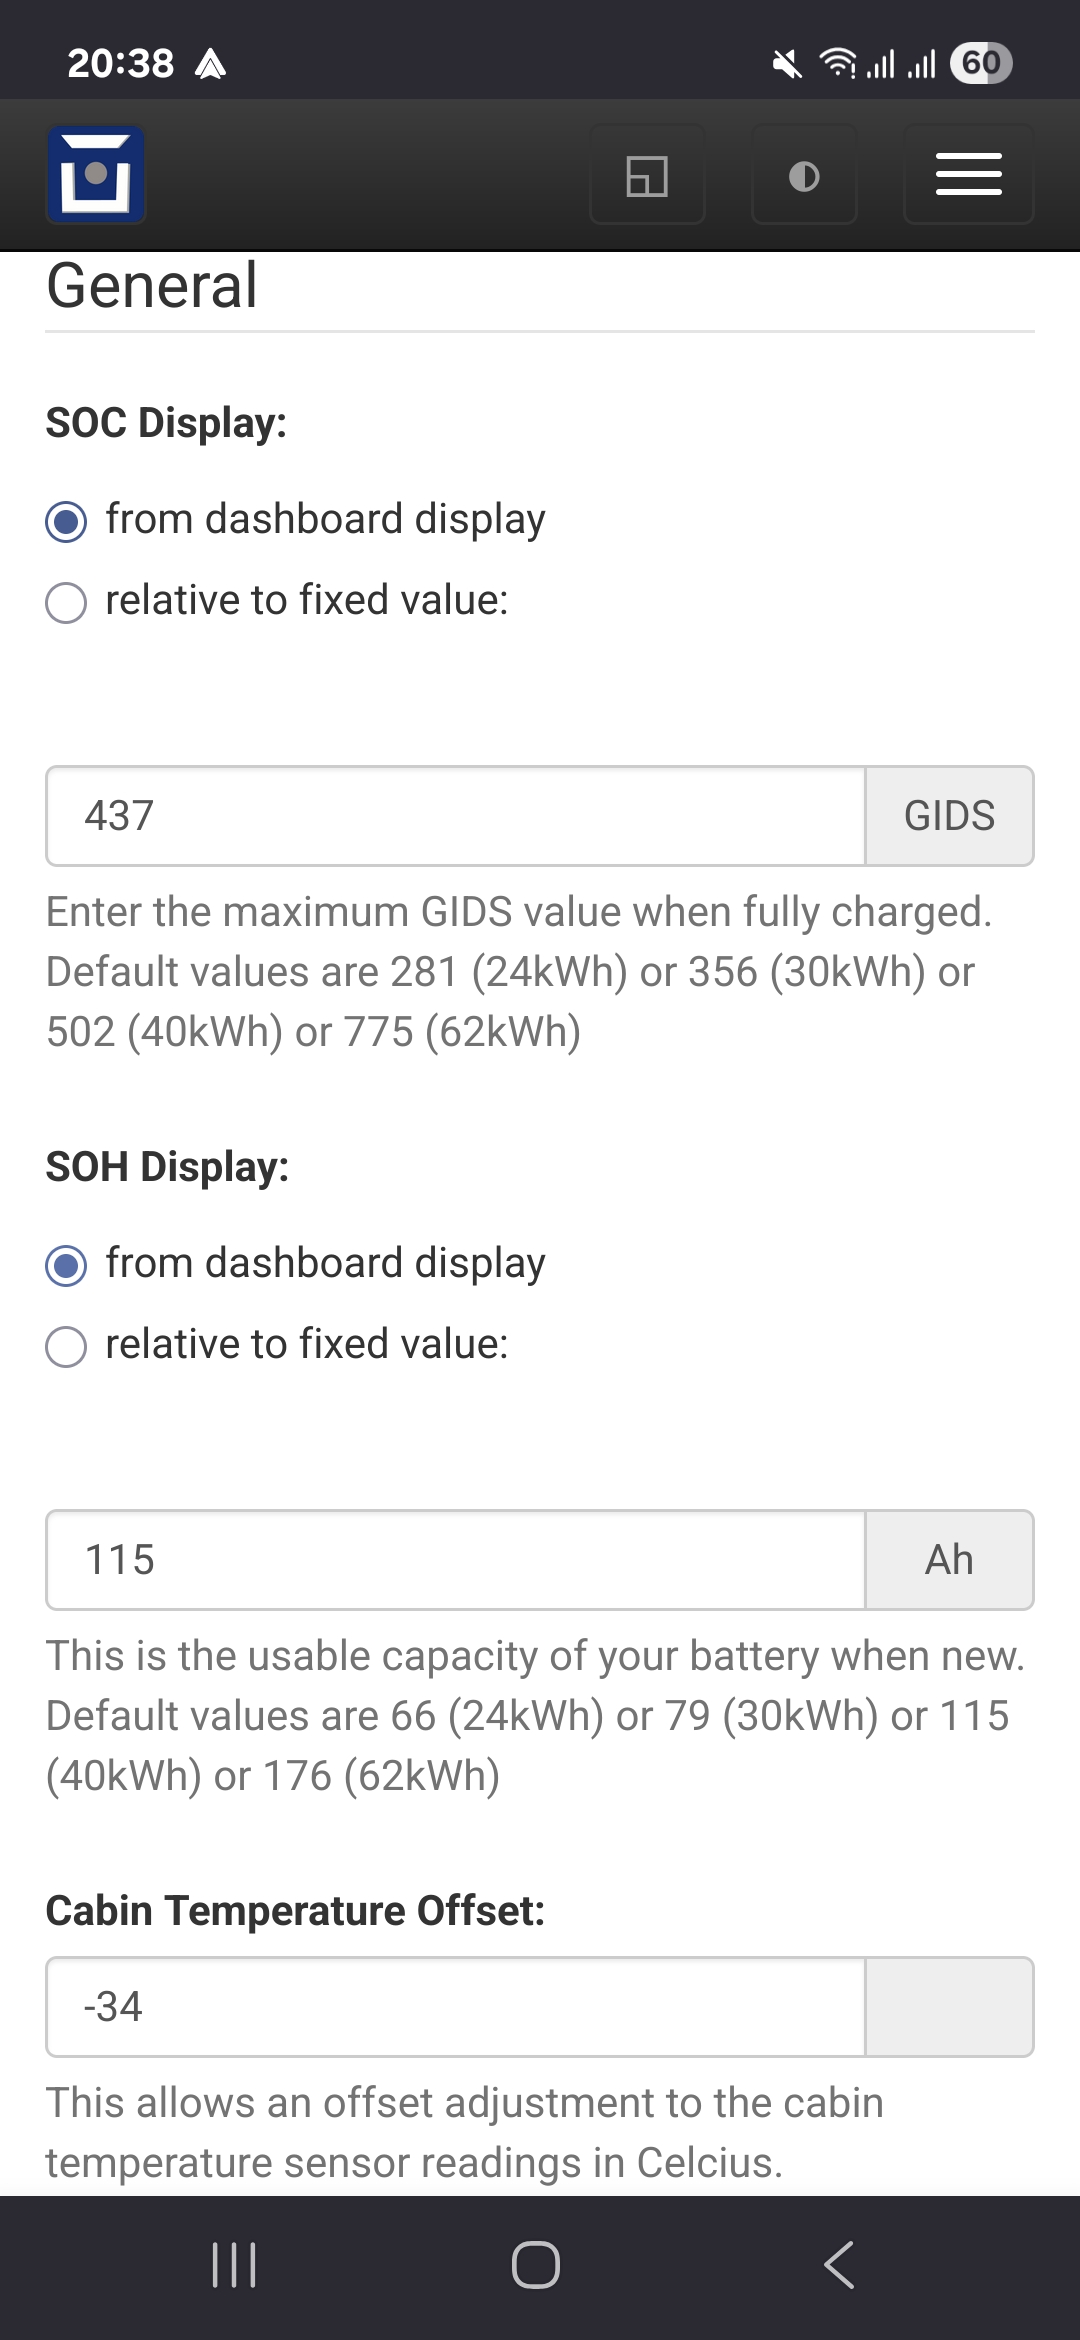 20:38
60
General
SOC Display:
from dashboard display
relative to fixed value:
437 GIDS
Enter the maximum GIDS value when fully charged.
Default values are 281 (24kWh) or 356 (30kWh) or
502 (40kWh) or 775 (62kWh)
SOH Display:
from dashboard display
relative to fixed value:
115 Ah
This is the usable capacity of your battery when new.
Default values are 66 (24kWh) or 79 (30kWh) or 115
(40kWh) or 176 (62kWh)
Cabin Temperature Offset:
-34
This allows an offset adjustment to the cabin
temperature sensor readings in Celcius.